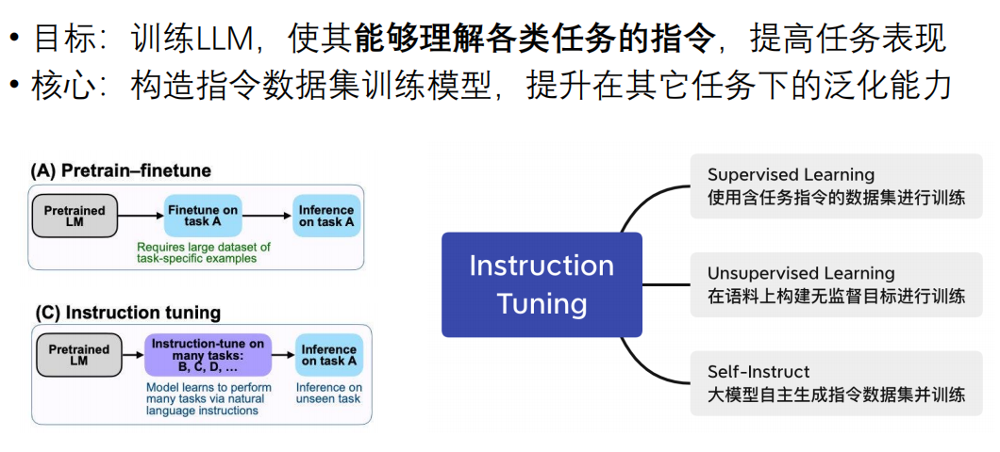 • 目标：训练LLM，使其能够理解各类任务的指令，提高任务表现
• 核心：构造指令数据集训练模型，提升在其它任务下的泛化能力
(A) Pretrain–finetune
Pretrained
LM
Finetune on
task A
Inference
on task A
Requires large dataset of
task-specific examples
(C) Instruction tuning
Pretrained
LM
Instruction-tune on
many tasks:
B, C, D, …
Inference
on task A
Model learns to perform
many tasks via natural
language instructions
Inference on
unseen task
Instruction
Tuning
Supervised Learning
使用含任务指令的数据集进行训练
Unsupervised Learning
在语料上构建无监督目标进行训练
Self-Instruct
大模型自主生成指令数据集并训练